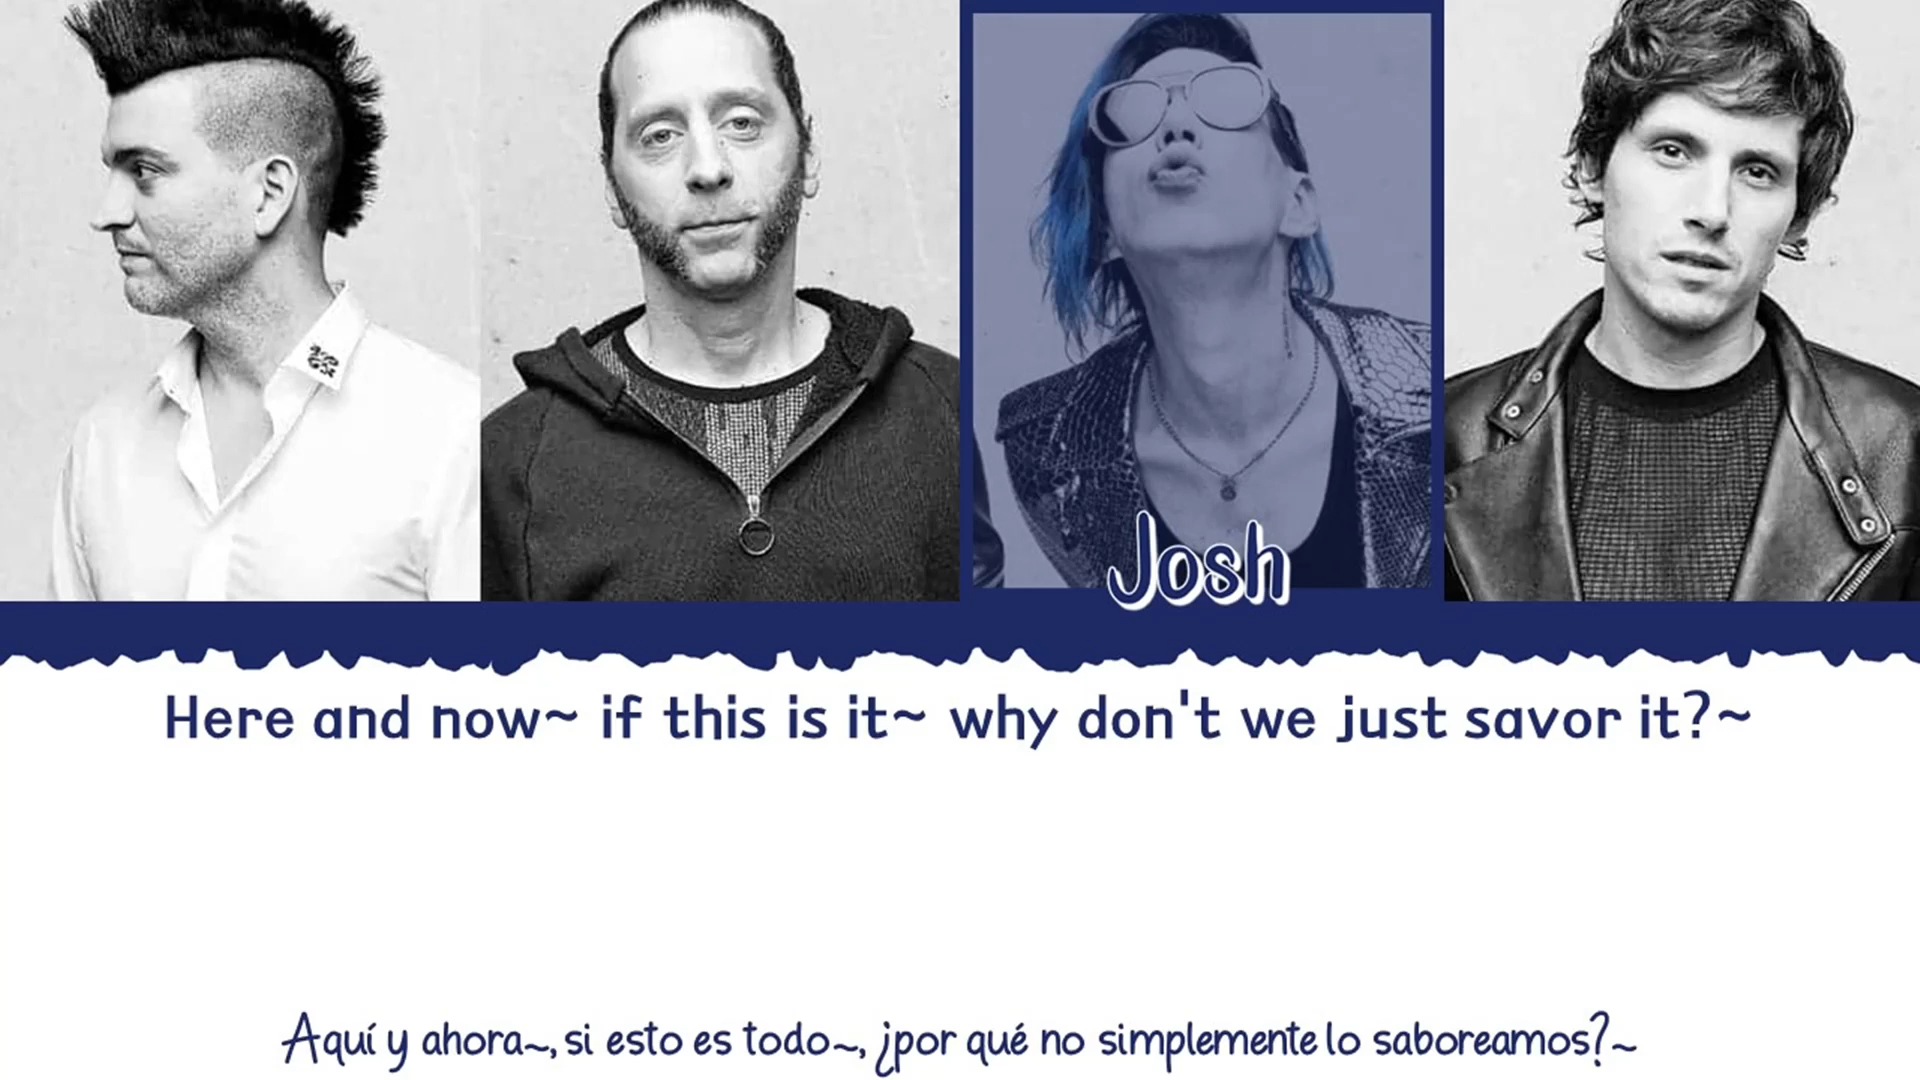 Josh
Here and now~ if this is it~ why don't we just savor it?~
Aquí y ahora~, si esto es todo~, ¿por qué no simplemente lo saboreamos?~